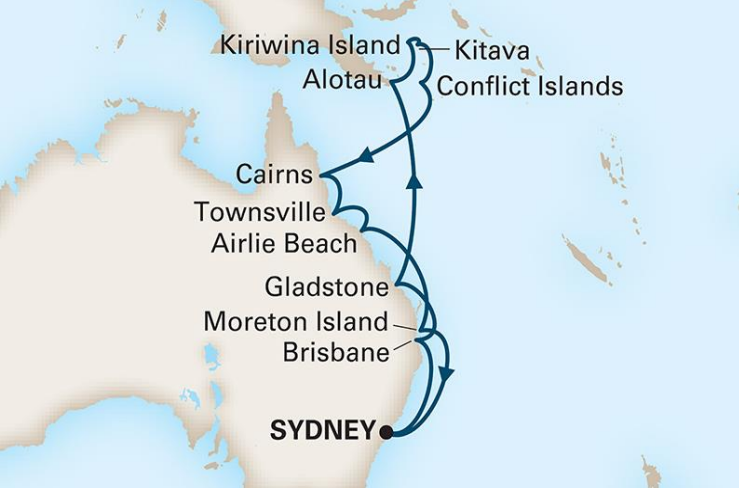 Kiriwina Island
Kitava
Alotau
Conflict Islands
Cairns
Townsville
Airlie Beach
Gladstone
Moreton Island
Brisbane
SYDNEY